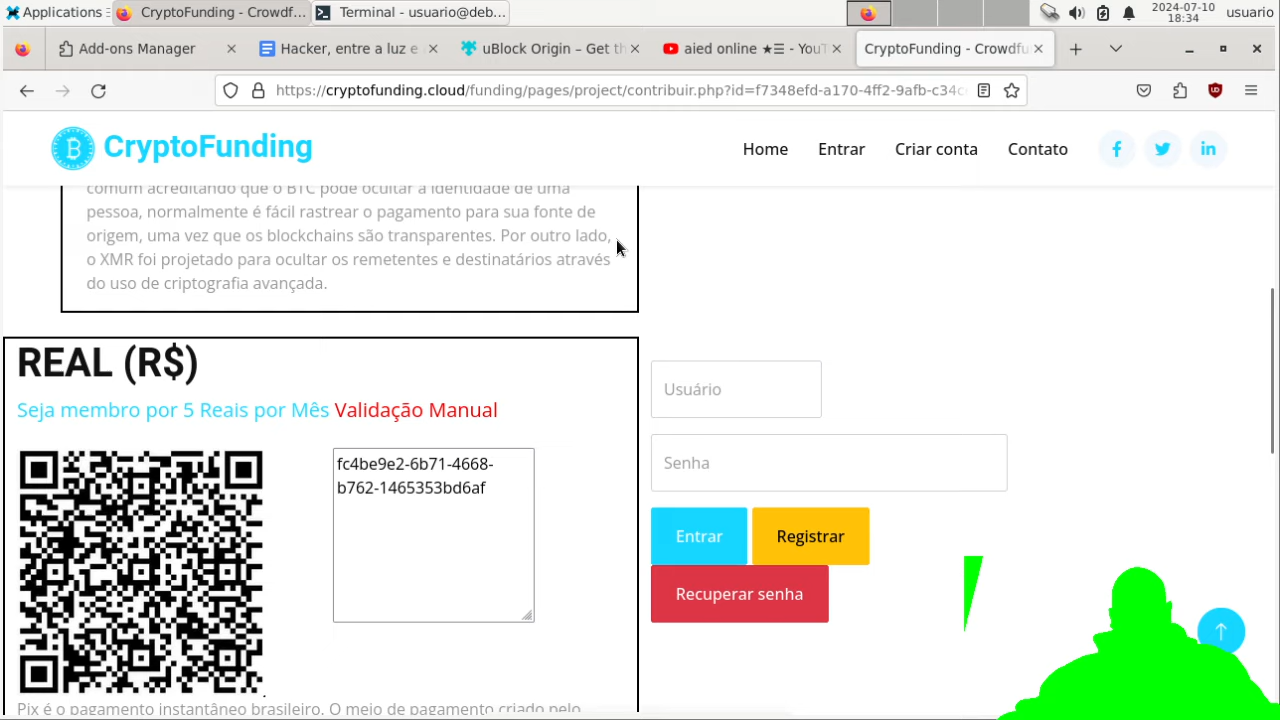 Applications
CryptoFunding - Crowdf...
Terminal - usuario@deb...
2024-07-10
18:34
usuario
Add-ons Manager
Hacker, entre a luz e
uBlock Origin – Get th
aied online ★☰ - YouT
CryptoFunding - Crowdfu
https://cryptofunding.cloud/funding/pages/project/contribuir.php?id=f7348efd-a170-4ff2-9afb-c34c
CryptoFunding
Home
Entrar
Criar conta
Contato
comum acreditando que o BTC pode ocultar a identidade de uma
pessoa, normalmente é fácil rastrear o pagamento para sua fonte de
origem, uma vez que os blockchains são transparentes. Por outro lado,
o XMR foi projetado para ocultar os remetentes e destinatários através
do uso de criptografia avançada.
REAL (R$)
Seja membro por 5 Reais por Mês Validação Manual
fc4be9e2-6b71-4668-
b762-1465353bd6af
Usuário
Senha
Entrar
Registrar
Recuperar senha
Pix é o pagamento instantâneo brasileiro. O meio de pagamento criado pelo